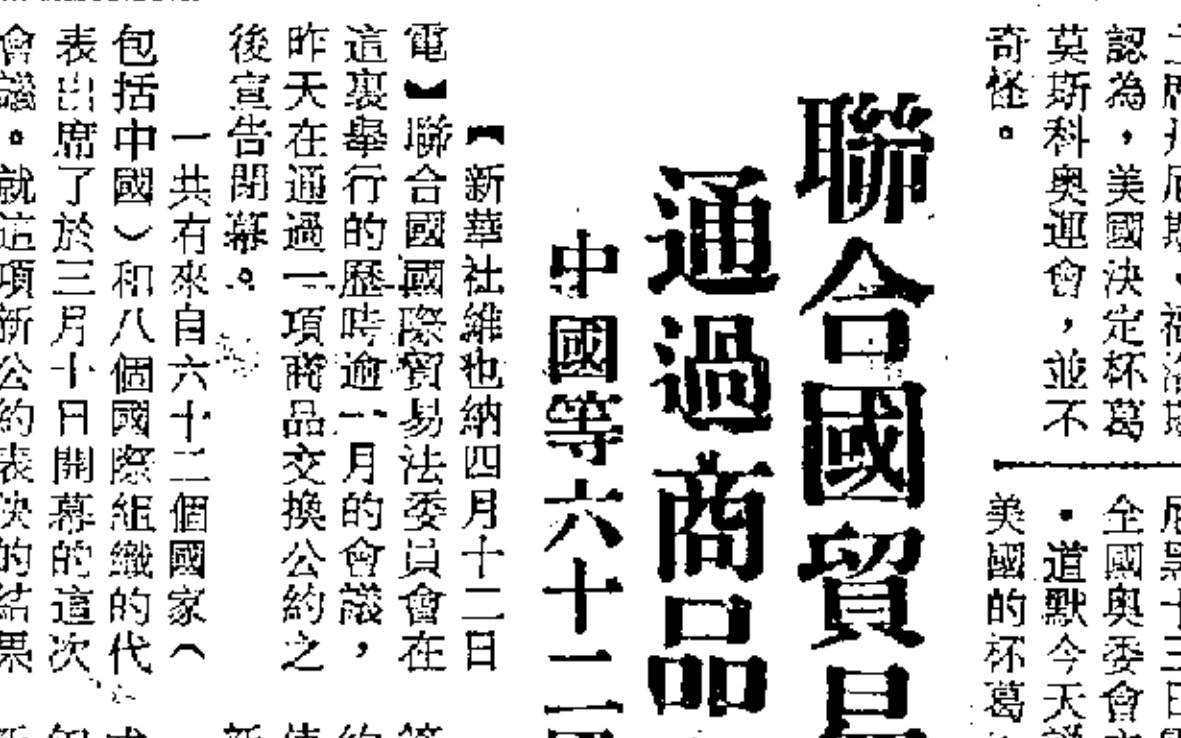 認為，美國決定杯葛
莫斯科奧運會，並不
奇怪。
全國奧委會
・道默今天
美國的杯葛
聯合國貿易
通過商品
中國等六十二國
【新華社維也納四月十二日
電】聯合國國際貿易法委員會在
這裏舉行的歷時逾一月的會議，
昨天在通過一項商品交換公約之
後宣告閉幕。
一共有來自六十二個國家（
包括中國）和八個國際組織的代
表出席了於三月十日開幕的這次
會議。就這項新公約表決的結果